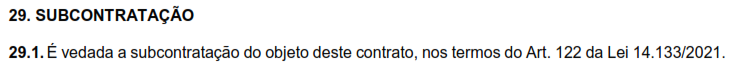 29. SUBCONTRATAÇÃO
29.1. É vedada a subcontratação do objeto deste contrato, nos termos do Art. 122 da Lei 14.133/2021.